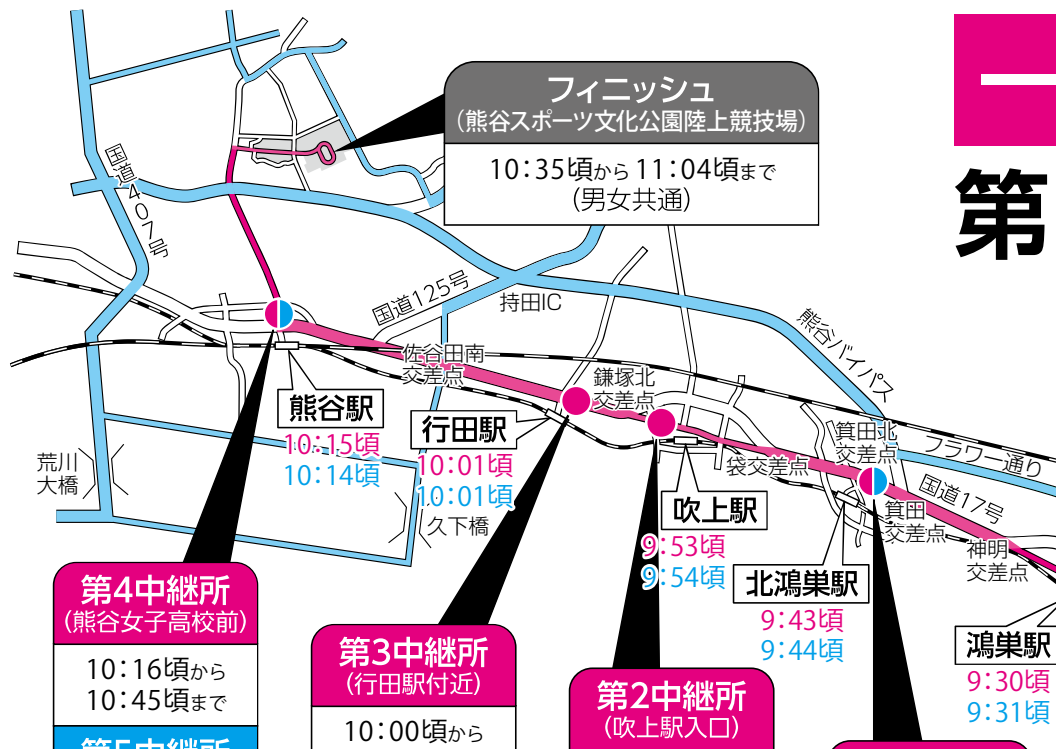 第
フィニッシュ
（熊谷スポーツ文化公園陸上競技場）
10：35頃から 11：04頃まで
（男女共通）
国道407号
国道125号
持田IC
熊谷バイパス
佐谷田南
交差点
鎌塚北
交差点
箕田北
交差点
フラワー通り
国道17号
袋交差点
箕田
交差点
神明
交差点
荒川
大橋
久下橋
熊谷駅
10：15頃
10：14頃
行田駅
10：01頃
10：01頃
吹上駅
9：53頃
9：54頃
北鴻巣駅
9：43頃
9：44頃
鴻巣駅
9：30頃
9：31頃
第4中継所
（熊谷女子高校前）
10：16頃から
10：45頃まで
第5中継所
第3中継所
（行田駅付近）
10：00頃から
第2中継所
（吹上駅入口）